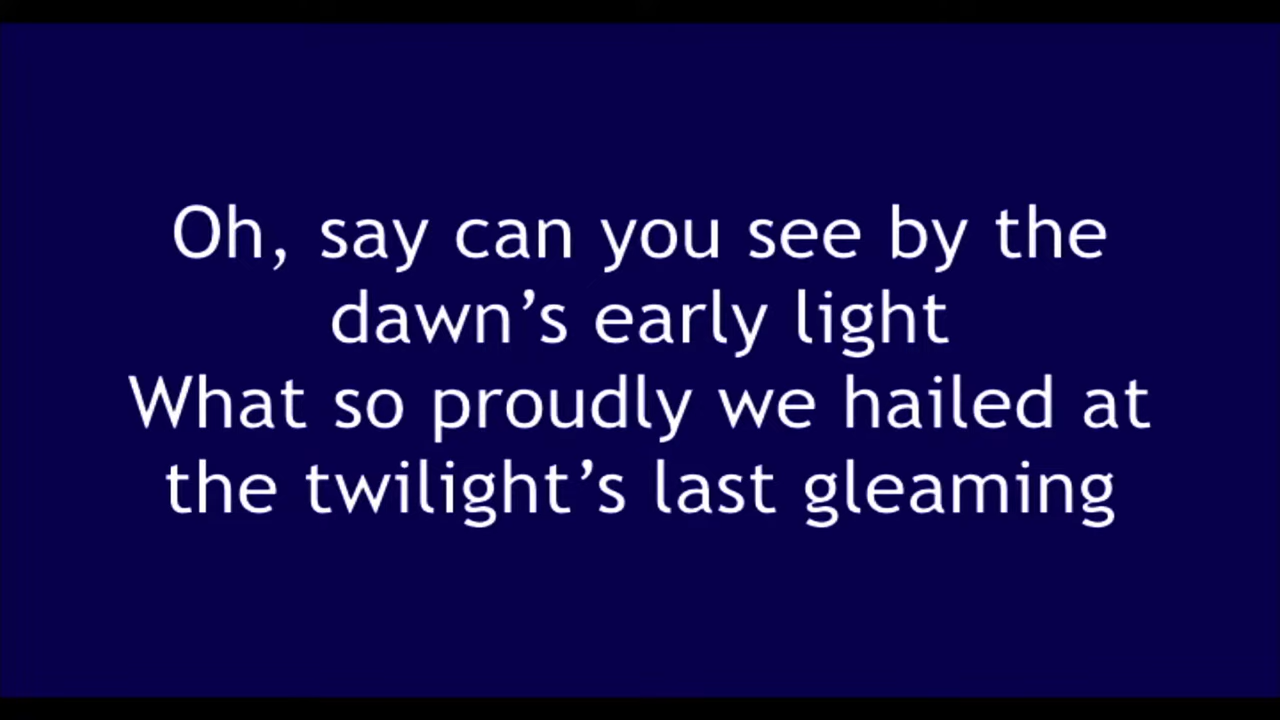 Oh, say can you see by the
dawn’s early light
What so proudly we hailed at
the twilight’s last gleaming